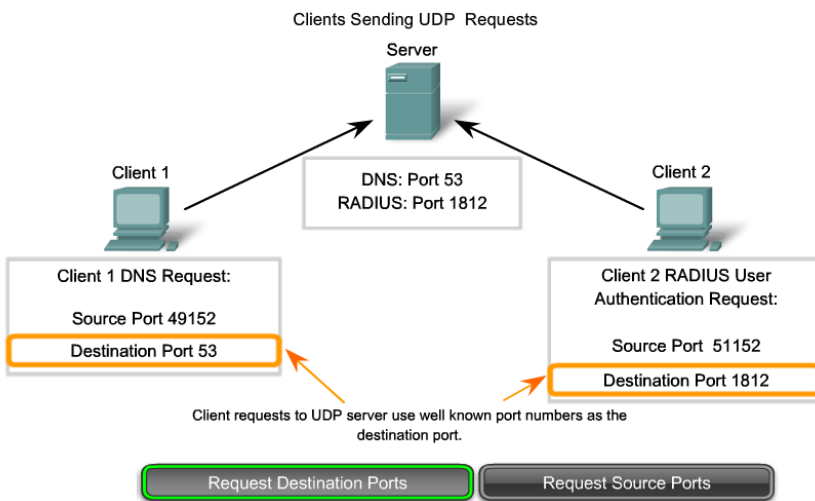 Clients Sending UDP Requests
Server
Client 1
Client 2
DNS: Port 53
RADIUS: Port 1812
Client 1 DNS Request:
Source Port 49152
Destination Port 53
Client 2 RADIUS User
Authentication Request:
Source Port 51152
Destination Port 1812
Client requests to UDP server use well known port numbers as the
destination port.
Request Destination Ports
Request Source Ports